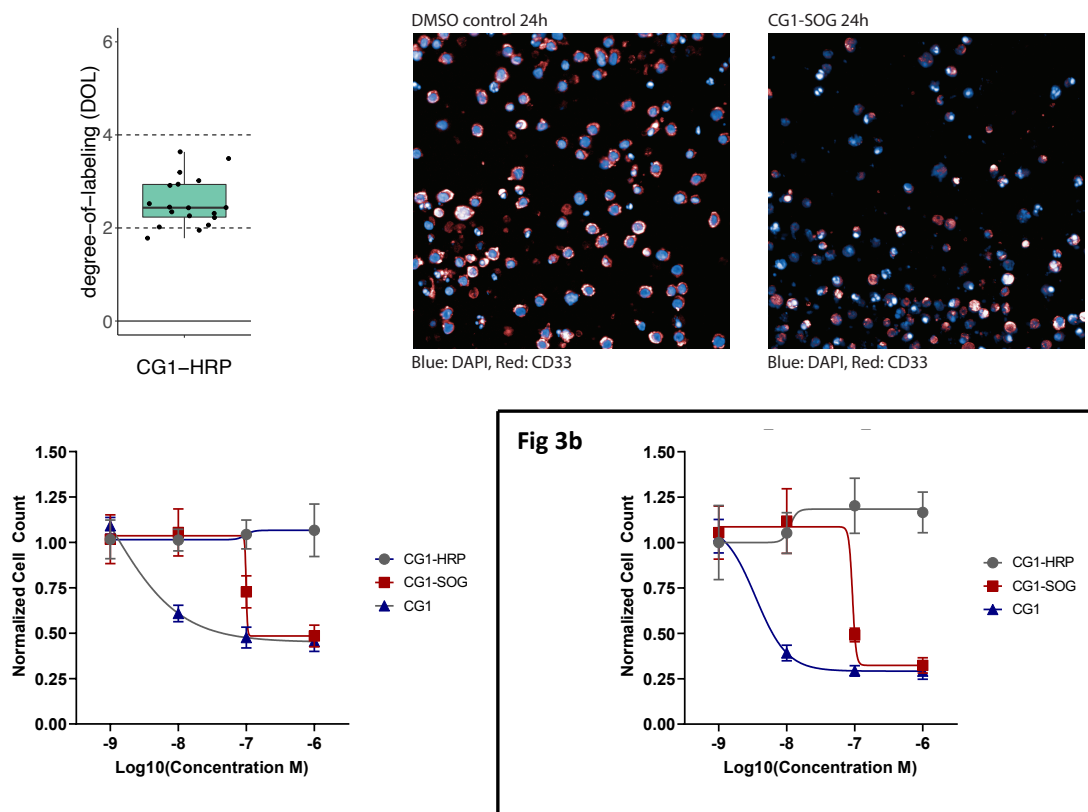 degree-of-labeling (DOL)
6
4
2
0
CG1-HRP
DMSO control 24h
Blue: DAPI, Red: CD33
CG1-SOG 24h
Blue: DAPI, Red: CD33
Normalized Cell Count
1.50
1.25
1.00
0.75
0.50
0.25
0.00
-9 -8 -7 -6
Log10(Concentration M)
CG1-HRP
CG1-SOG
CG1
Fig 3b
Normalized Cell Count
1.50
1.25
1.00
0.75
0.50
0.25
0.00
-9 -8 -7 -6
Log10(Concentration M)
CG1-HRP
CG1-SOG
CG1